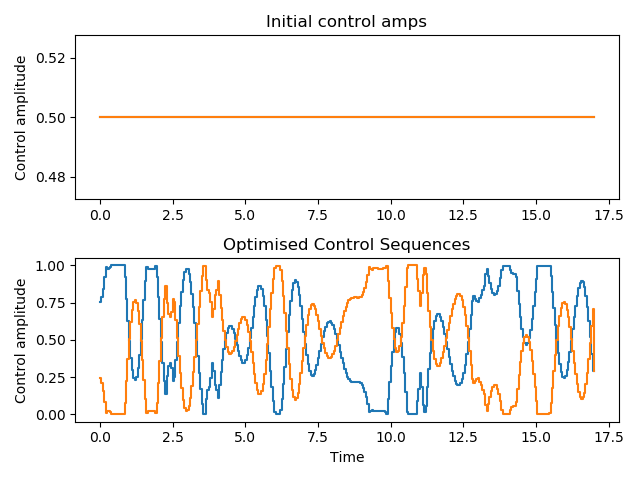 Initial control amps
Control amplitude
0.52
0.50
0.48
0.0 2.5 5.0 7.5 10.0 12.5 15.0 17.5
Optimised Control Sequences
Control amplitude
1.00
0.75
0.50
0.25
0.00
0.0 2.5 5.0 7.5 10.0 12.5 15.0 17.5
Time